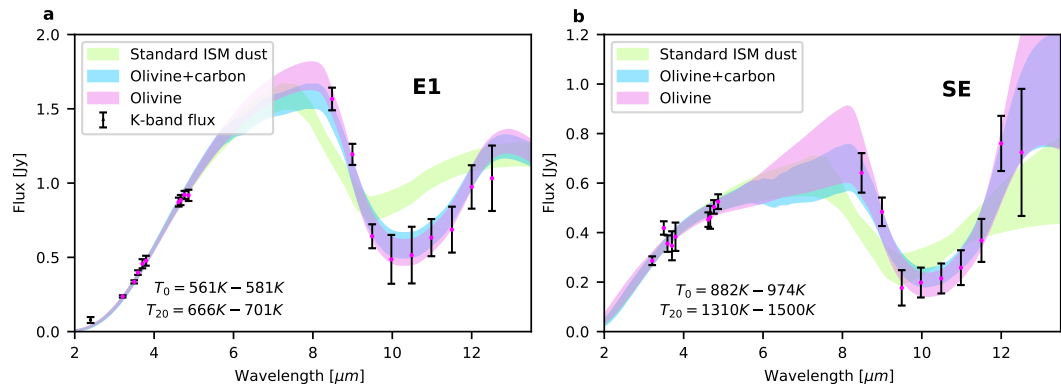 a
2.0
1.5
1.0
0.5
0.0
Flux [Jy]
Standard ISM dust
Olivine+carbon
Olivine
K-band flux
E1
T₀ = 561K − 581K
T₂₀ = 666K − 701K
2 4 6 8 10 12
Wavelength [μm]
b
1.2
1.0
0.8
0.6
0.4
0.2
0.0
Flux [Jy]
Standard ISM dust
Olivine+carbon
Olivine
SE
T₀ = 882K − 974K
T₂₀ = 1310K − 1500K
2 4 6 8 10 12
Wavelength [μm]